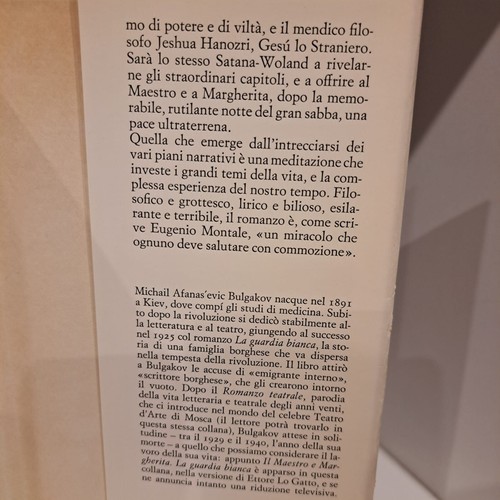 mo di potere e di viltà, e il mendico filo-
sofo Jeshua Hanozri, Gesú lo Straniero.
Sarà lo stesso Satana-Woland a rivelar-
ne gli straordinari capitoli, e a offrire al
Maestro e a Margherita, dopo la memo-
rabile, rutilante notte del gran sabba, una
pace ultraterrena.
Quella che emerge dall'intrecciarsi dei
vari piani narrativi è una meditazione che
investe i grandi temi della vita, e la com-
plessa esperienza del nostro tempo. Filo-
sofico e grottesco, lirico e bilioso, esila-
rante e terribile, il romanzo è, come scri-
ve Eugenio Montale, «un miracolo che
ognuno deve salutare con commozione».
Michail Afanas'evic Bulgakov nacque nel 1891
a Kiev, dove compí gli studi di medicina. Subi-
to dopo la rivoluzione si dedicò stabilmente al-
la letteratura e al teatro, giungendo al successo
nel 1925 col romanzo La guardia bianca, la sto-
ria di una famiglia borghese che va dispersa
nella tempesta della rivoluzione. Il libro attirò
a Bulgakov le accuse di «emigrante interno»,
«scrittore borghese», che gli crearono intorno
il vuoto. Dopo il Romanzo teatrale, parodia
della vita letteraria e teatrale degli anni venti,
che ci introduce nel mondo del celebre Teatro
d'Arte di Mosca (il lettore potrà trovarlo in
questa stessa collana), Bulgakov attese in soli-
tudine – tra il 1929 e il 1940, l'anno della sua
morte – a quello che possiamo considerare il la-
voro della sua vita: appunto Il Maestro e Mar-
gherita. La guardia bianca è apparso in questa
collana, nella versione di Ettore Lo Gatto, e se
ne annuncia intanto una riduzione televisiva.